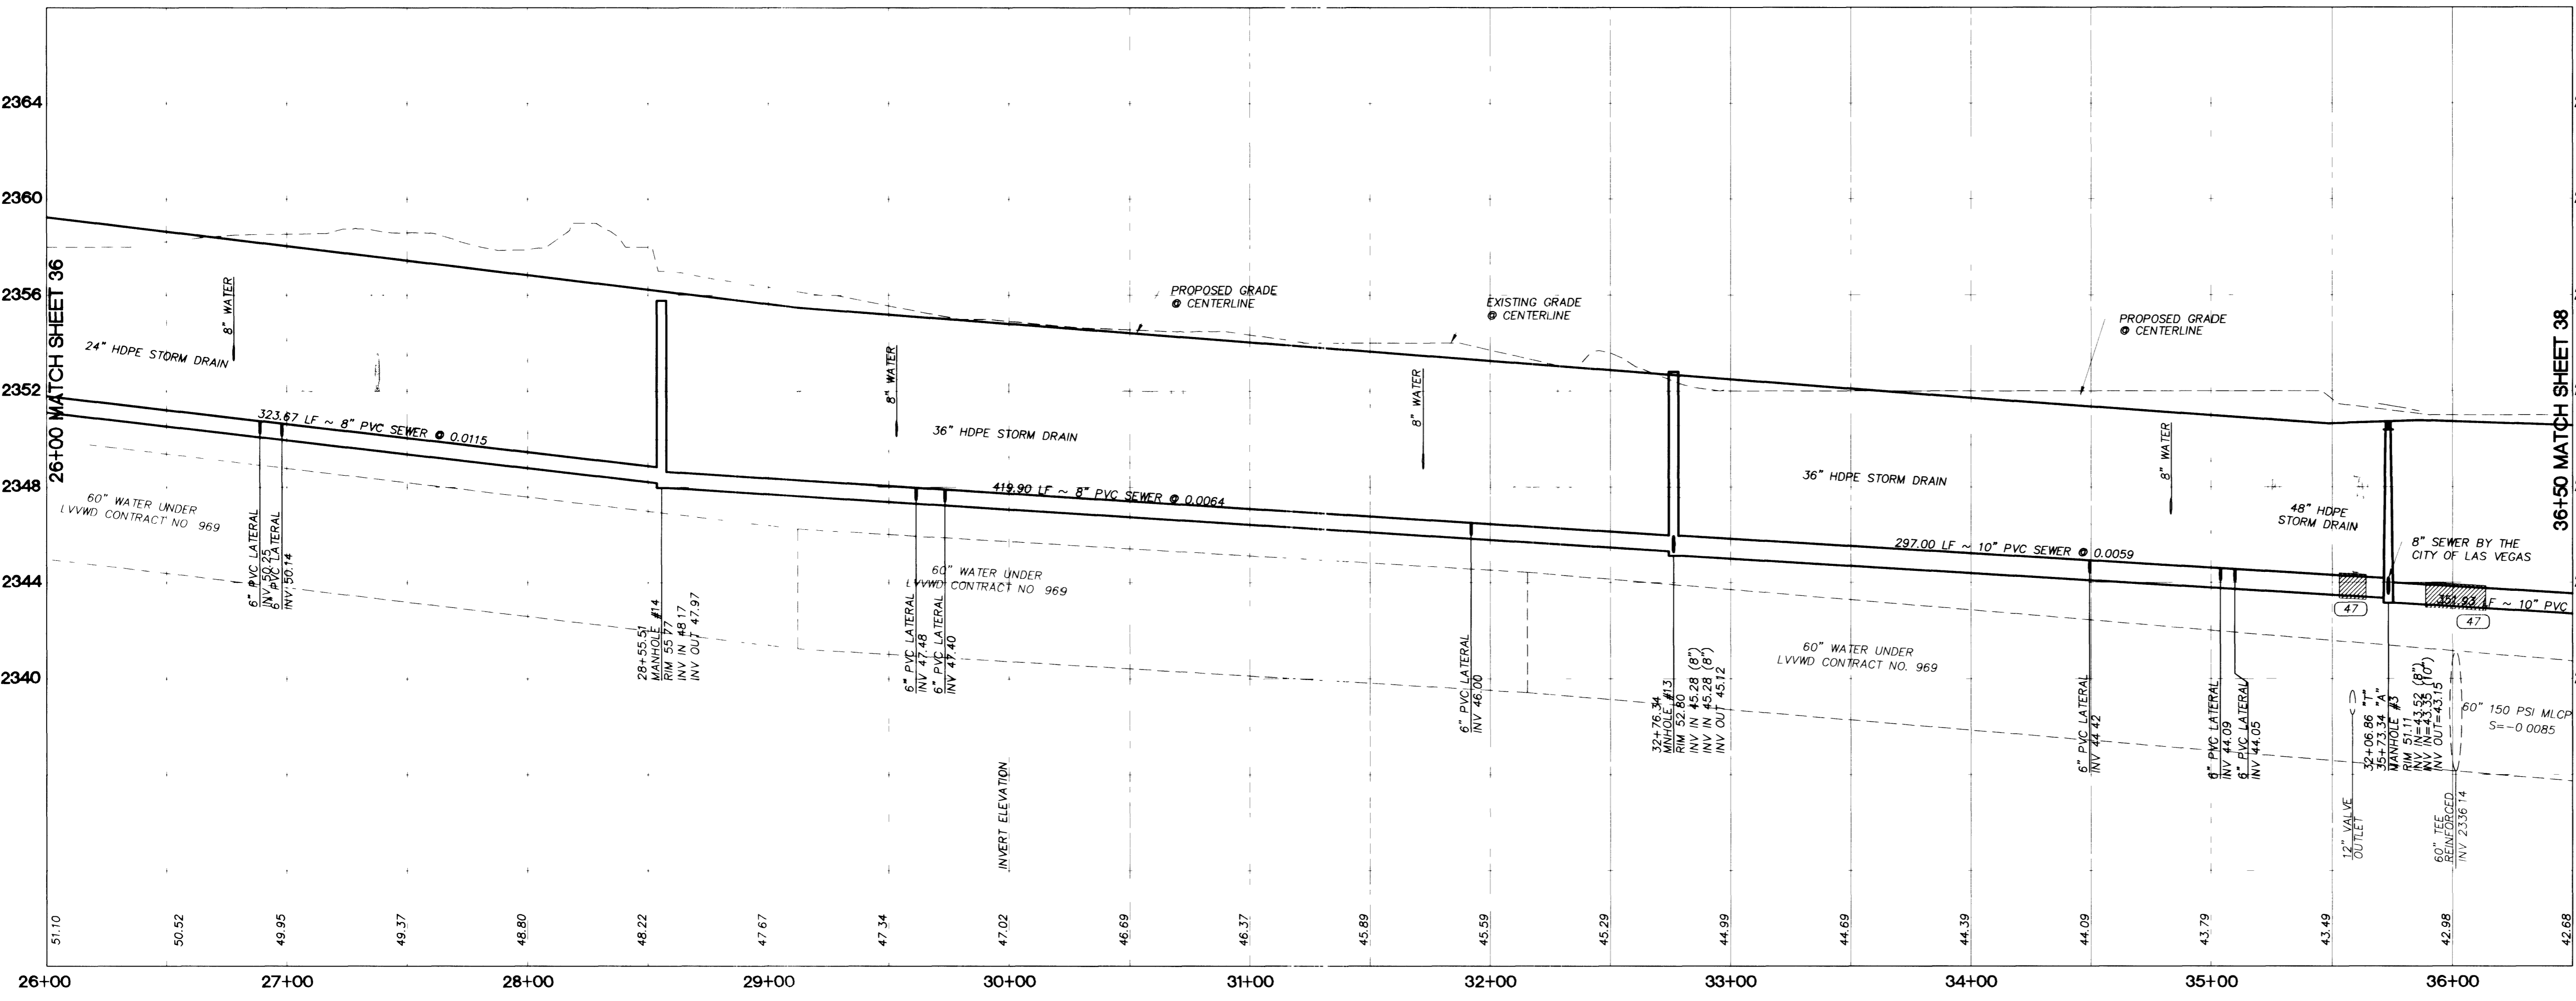 2364
2360
2356
2352
2348
2344
2340
26+00 MATCH SHEET 36
24" HDPE STORM DRAIN
8" WATER
323.67 LF ~ 8" PVC SEWER @ 0.0115
60" WATER UNDER
LVVWD CONTRACT NO 969
6" PVC LATERAL
INV 50.25
6" PVC LATERAL
INV 50.14
28+55.51
MANHOLE #14
RIM 55 77
INV IN 48 17
INV OUT 47.97
8" WATER
36" HDPE STORM DRAIN
419.90 LF ~ 8" PVC SEWER @ 0.0064
60" WATER UNDER
LVVWD CONTRACT NO 969
6" PVC LATERAL
INV 47.48
6" PVC LATERAL
INV 47.40
INVERT ELEVATION
PROPOSED GRADE
@ CENTERLINE
EXISTING GRADE
@ CENTERLINE
8" WATER
6" PVC LATERAL
INV 46.00
32+76.34
MNHOLE #13
RIM 52.80
INV IN 45.28 (8")
INV IN 45.28 (8")
INV OUT 45.12
PROPOSED GRADE
@ CENTERLINE
36" HDPE STORM DRAIN
8" WATER
297.00 LF ~ 10" PVC SEWER @ 0.0059
60" WATER UNDER
LVVWD CONTRACT NO. 969
6" PVC LATERAL
INV 44 42
6" PVC LATERAL
INV 44.09
6" PVC LATERAL
INV 44.05
48" HDPE
STORM DRAIN
8" SEWER BY THE
CITY OF LAS VEGAS
47
47
LF ~ 10" PVC
32+06.86 "T"
35+73.34 "A"
MANHOLE #3
RIM 51.11
INV IN=43.52 (8")
INV IN=43.35 (10")
INV OUT=43.15
12" VALVE
OUTLET
60" TEE
REINFORCED
INV 2336 14
60" 150 PSI MLCP
S=-0 0085
36+50 MATCH SHEET 38
51.10
50.52
49.95
49.37
48.80
48.22
47.67
47.34
47.02
46.69
46.37
45.89
45.59
45.29
44.99
44.69
44.39
44.09
43.79
43.49
42.98
42.68
26+00
27+00
28+00
29+00
30+00
31+00
32+00
33+00
34+00
35+00
36+00